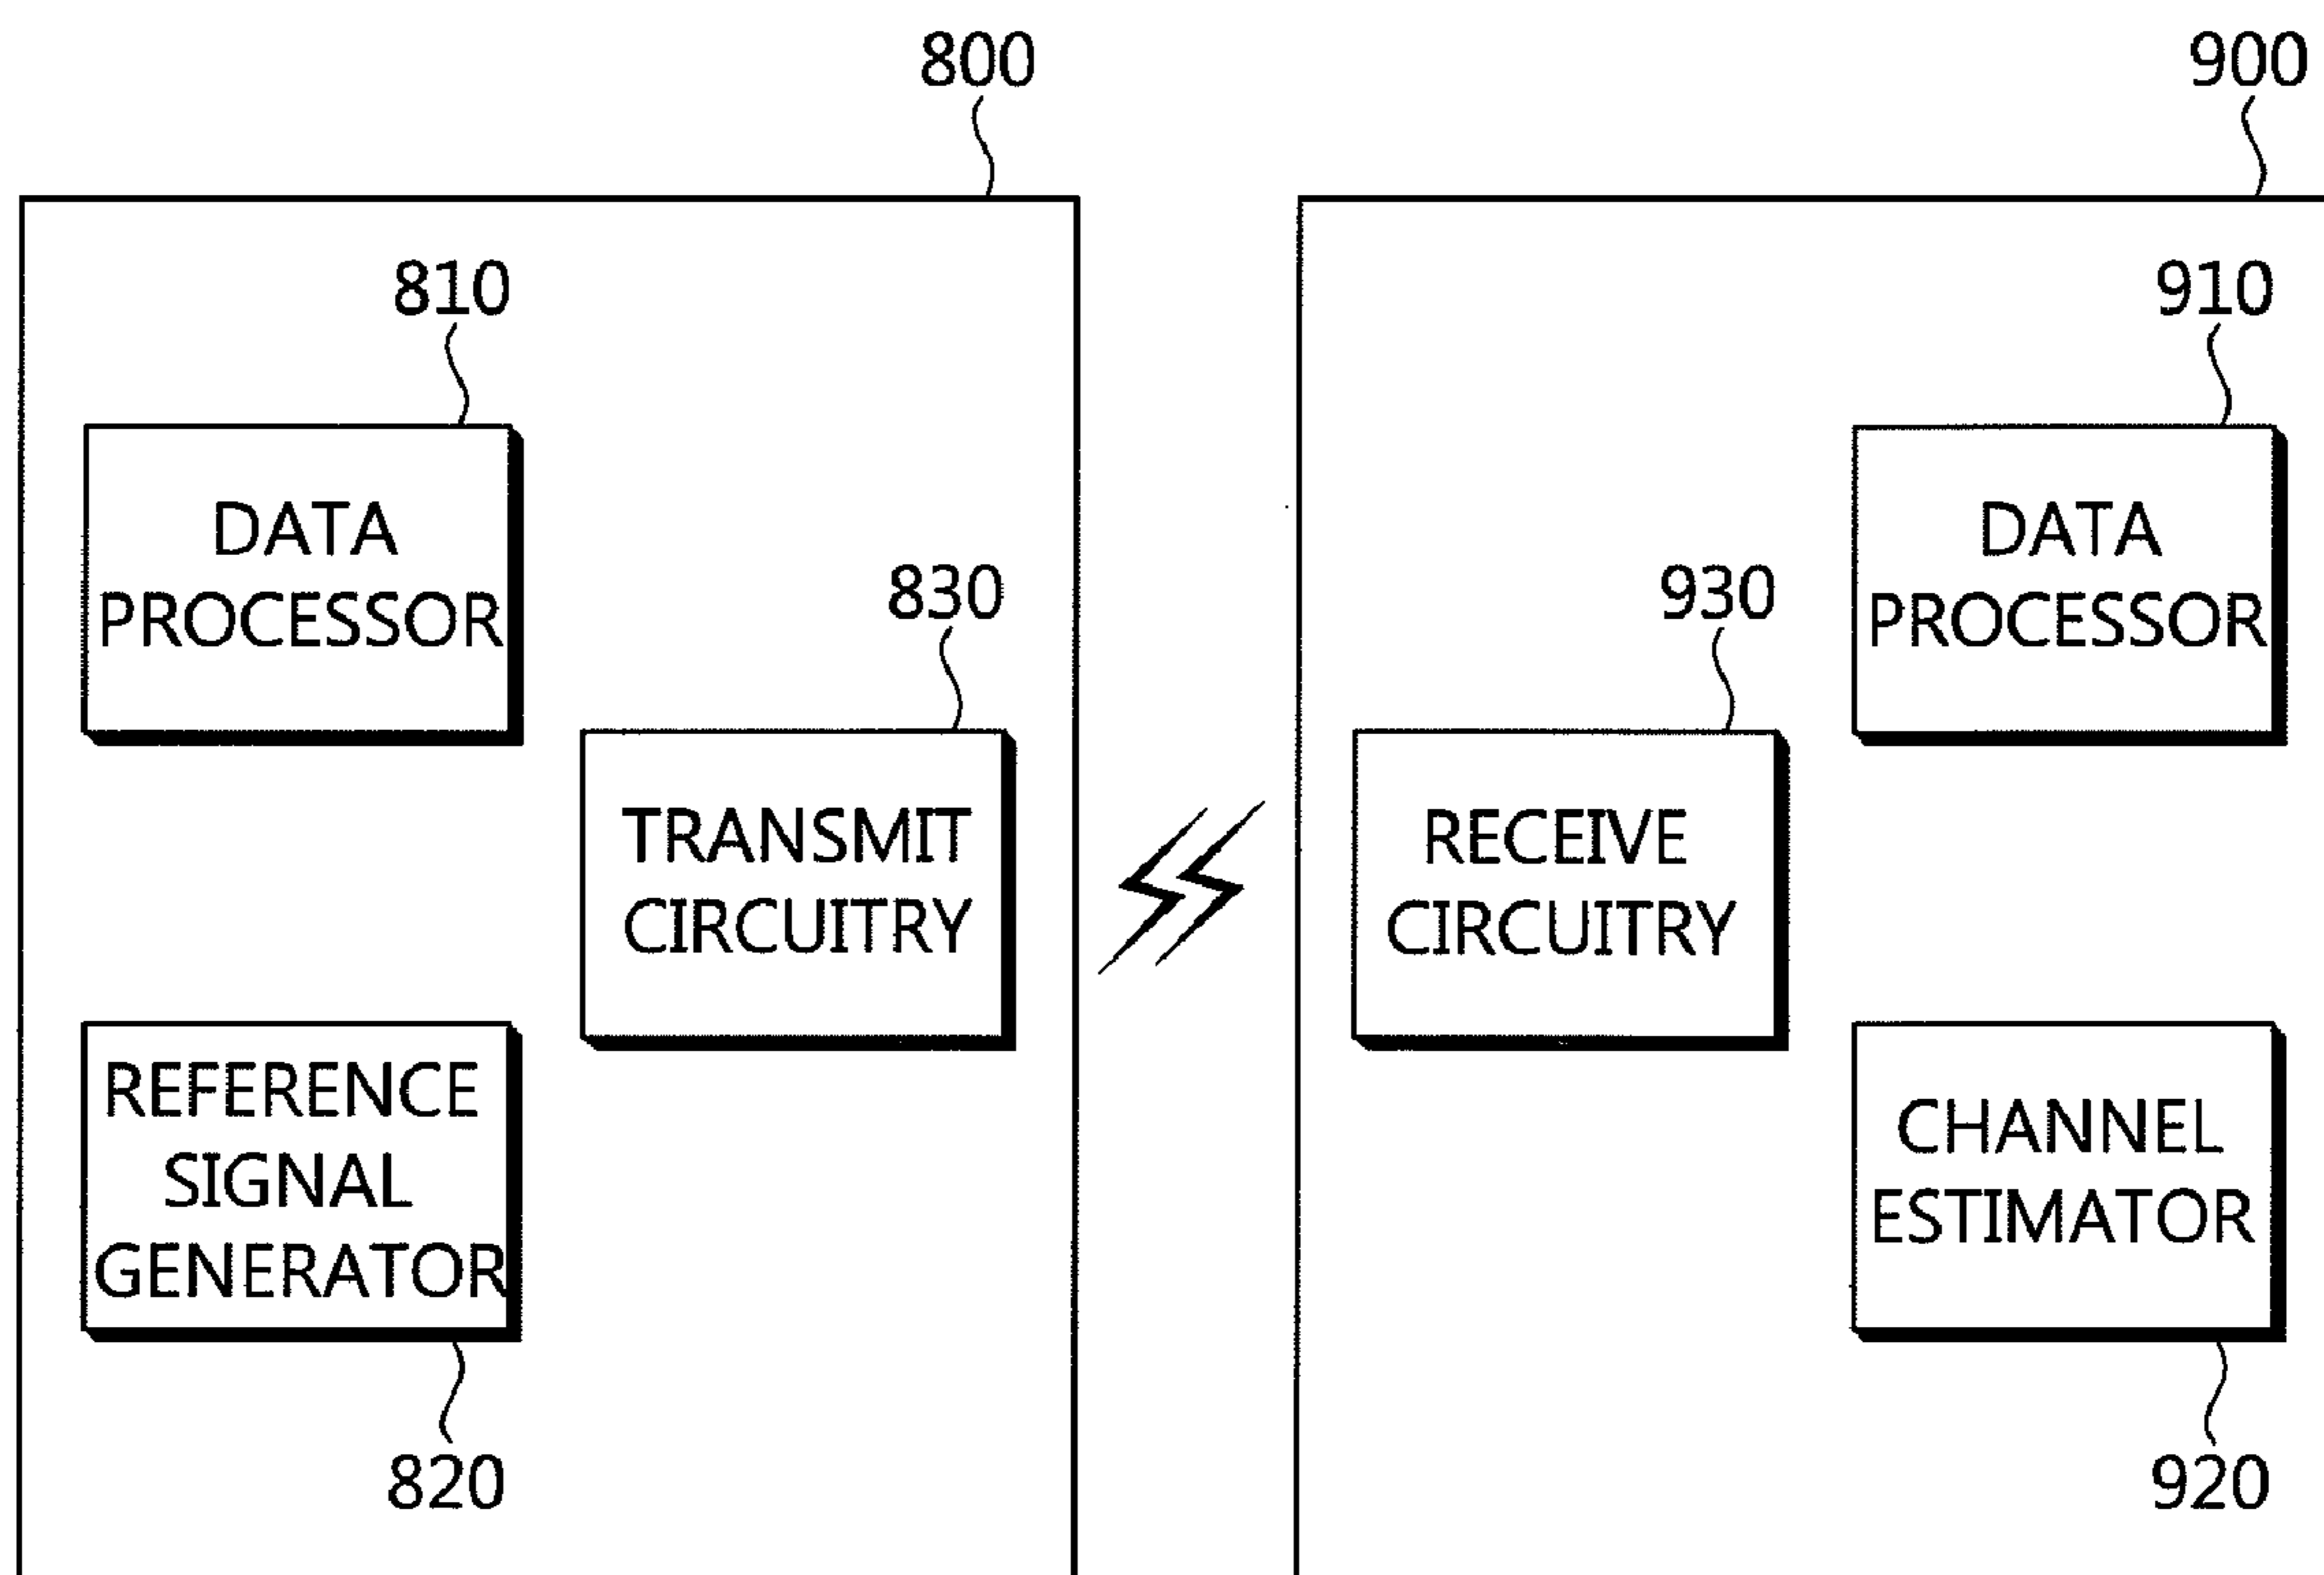 800
900
810
DATA
PROCESSOR
830
TRANSMIT
CIRCUITRY
REFERENCE
SIGNAL
GENERATOR
820
910
DATA
PROCESSOR
930
RECEIVE
CIRCUITRY
CHANNEL
ESTIMATOR
920